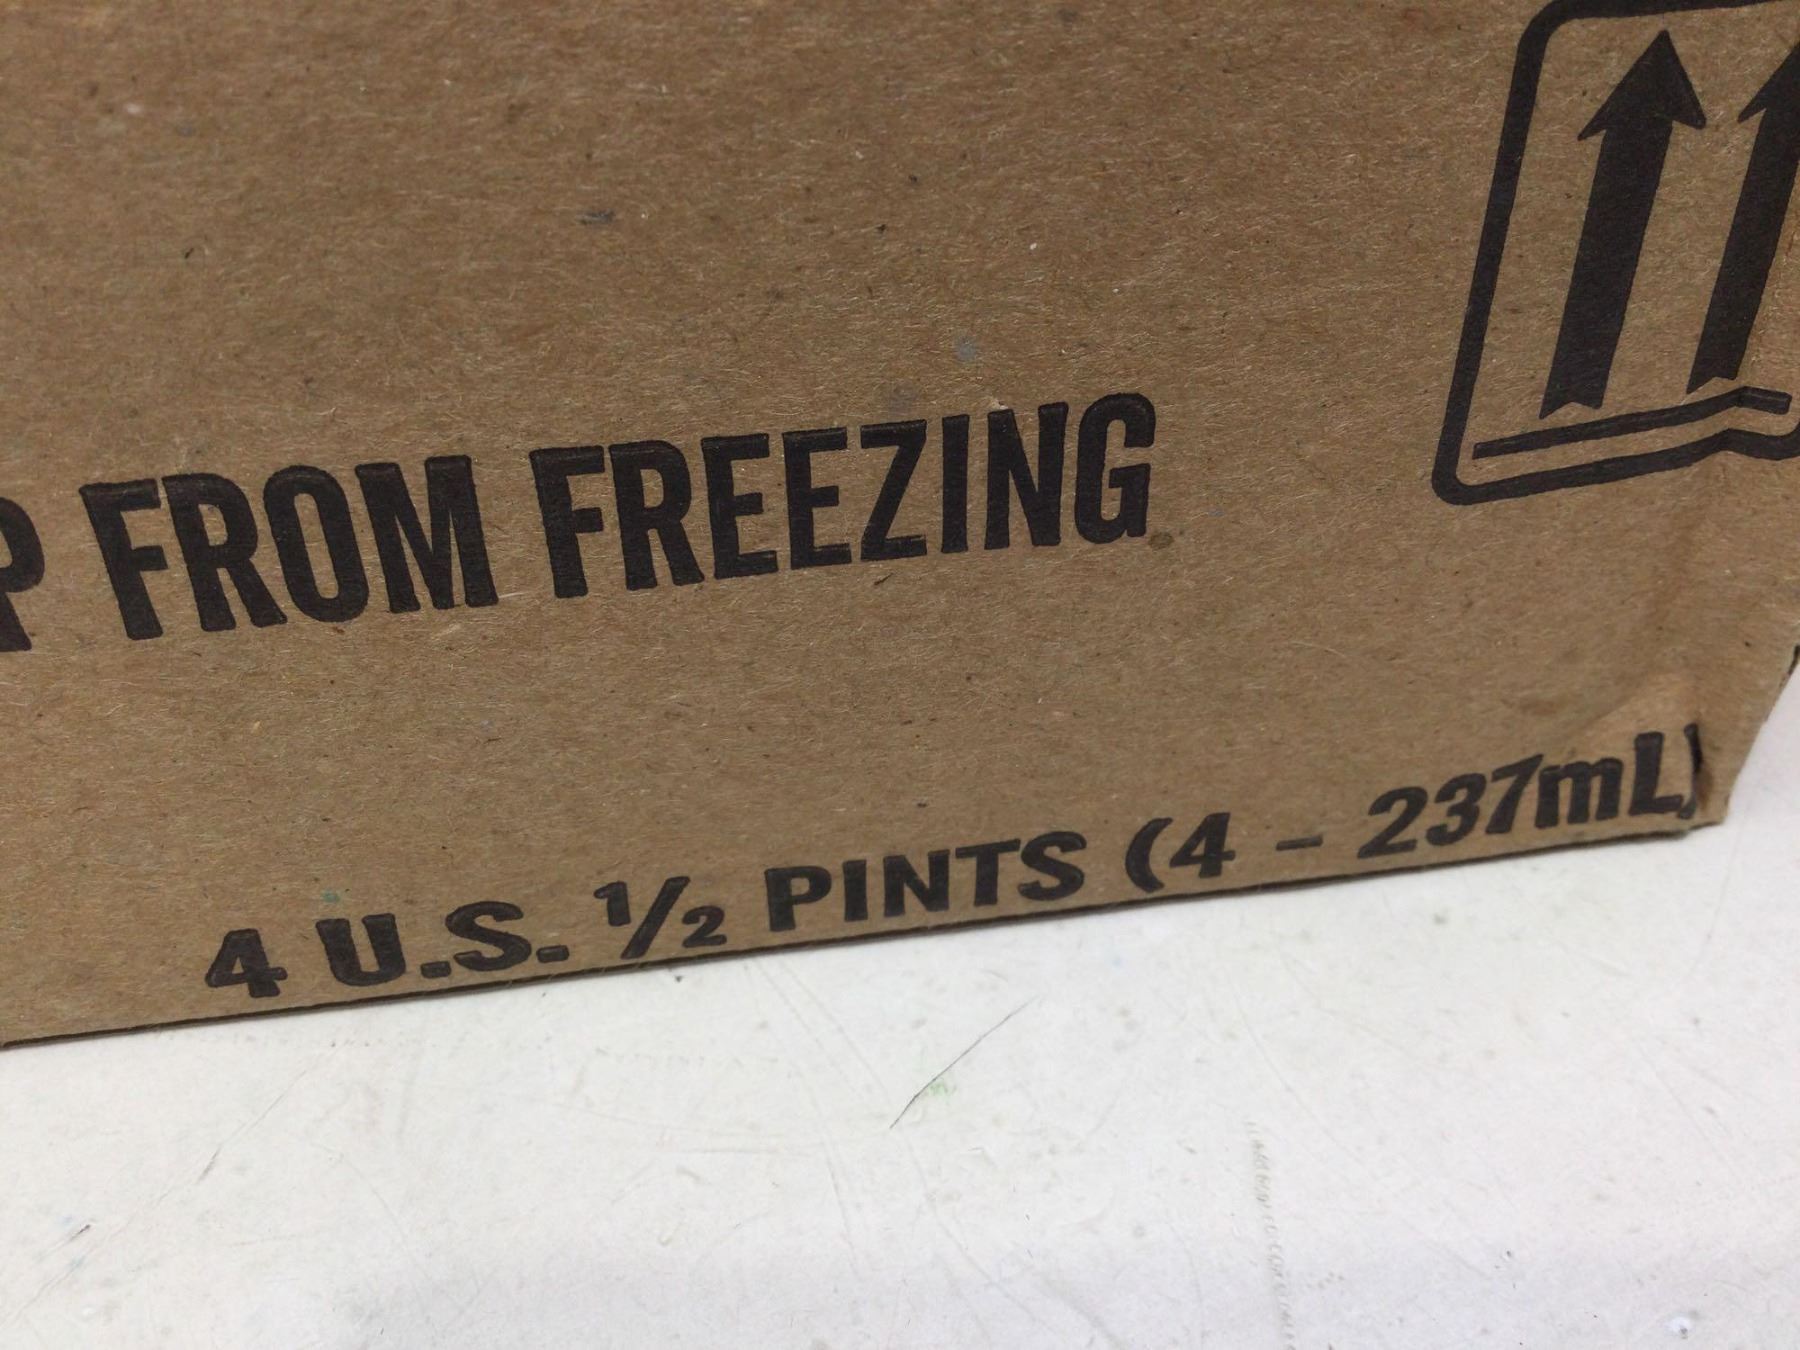 P FROM FREEZING
4 U.S. ½ PINTS (4 - 237mL)